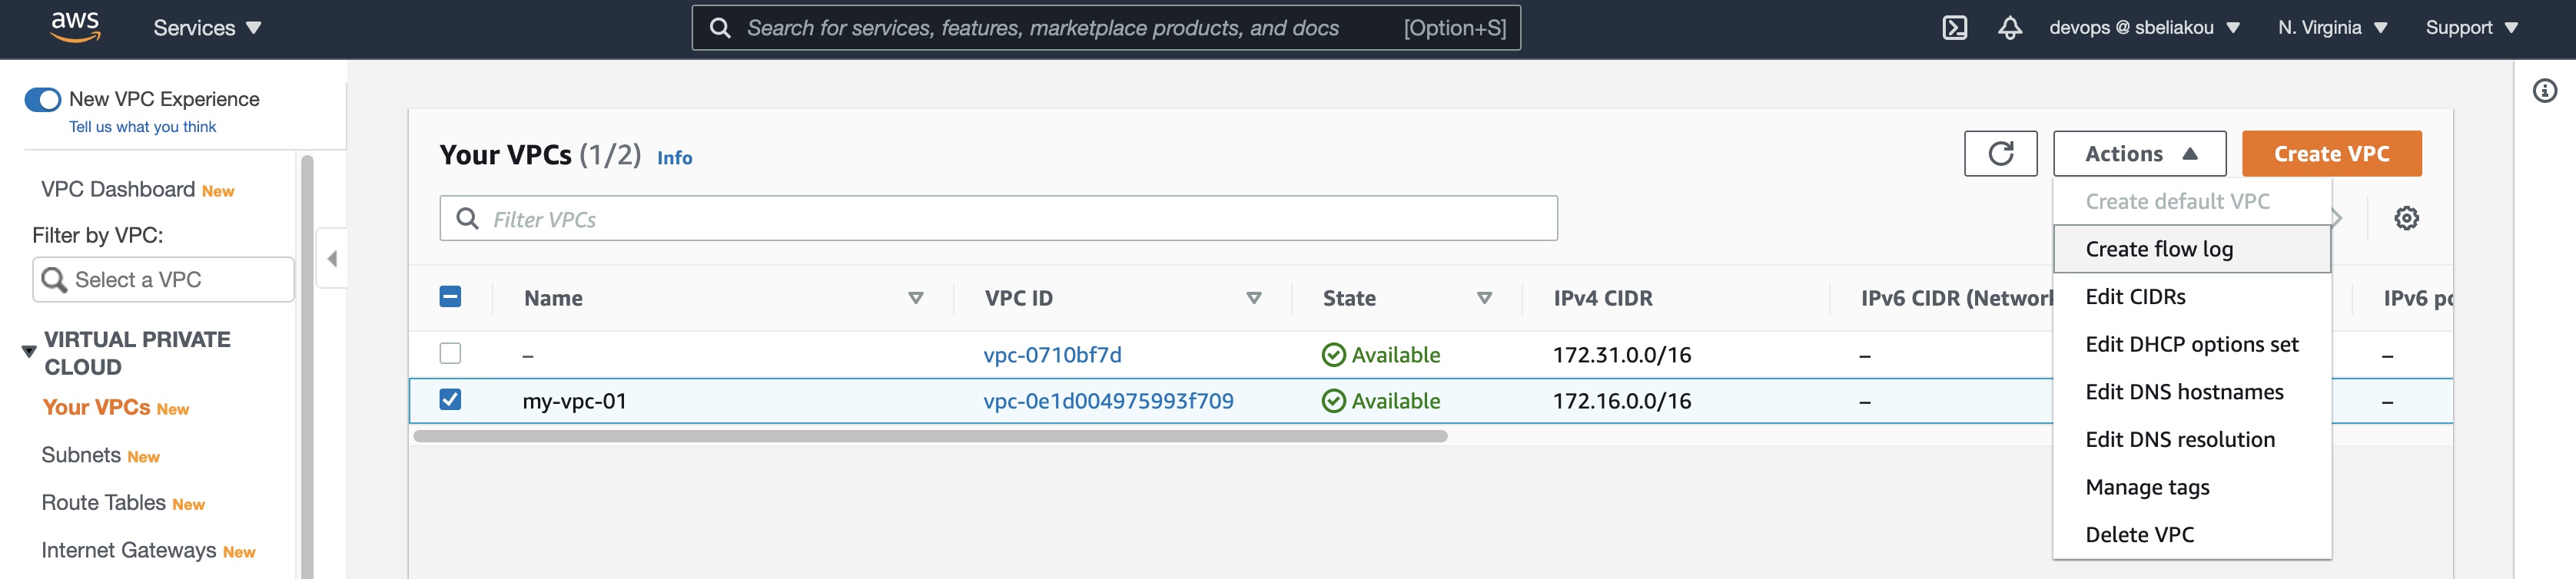 aws
Services
Search for services, features, marketplace products, and docs [Option+S]
devops @ sbeliakou
N. Virginia
Support
New VPC Experience
Tell us what you think
VPC Dashboard New
Filter by VPC:
Select a VPC
VIRTUAL PRIVATE
CLOUD
Your VPCs New
Subnets New
Route Tables New
Internet Gateways New
Your VPCs (1/2) Info
Actions
Create VPC
Filter VPCs
Name VPC ID State IPv4 CIDR IPv6 CIDR (Network IPv6
– vpc-0710bf7d Available 172.31.0.0/16 – –
my-vpc-01 vpc-0e1d004975993f709 Available 172.16.0.0/16 – –
Create default VPC
Create flow log
Edit CIDRs
Edit DHCP options set
Edit DNS hostnames
Edit DNS resolution
Manage tags
Delete VPC